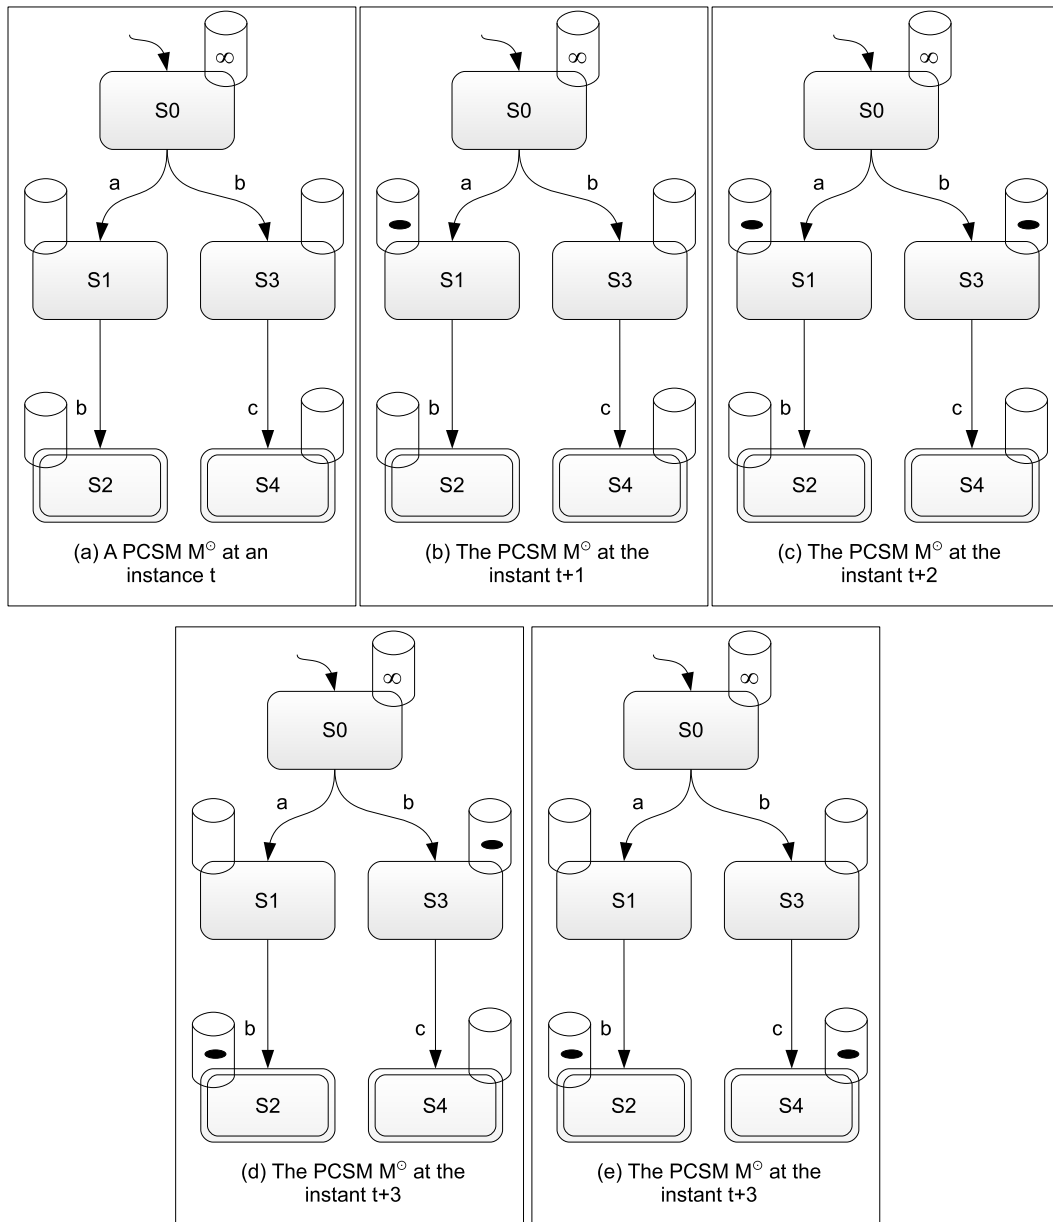 ∞
S0
a
b
S1
S3
b
c
S2
S4
(a) A PCSM M⊙ at an
instance t
∞
S0
a
b
S1
S3
b
c
S2
S4
(b) The PCSM M⊙ at the
instant t+1
∞
S0
a
b
S1
S3
b
c
S2
S4
(c) The PCSM M⊙ at the
instant t+2
∞
S0
a
b
S1
S3
b
c
S2
S4
(d) The PCSM M⊙ at the
instant t+3
∞
S0
a
b
S1
S3
b
c
S2
S4
(e) The PCSM M⊙ at the
instant t+3